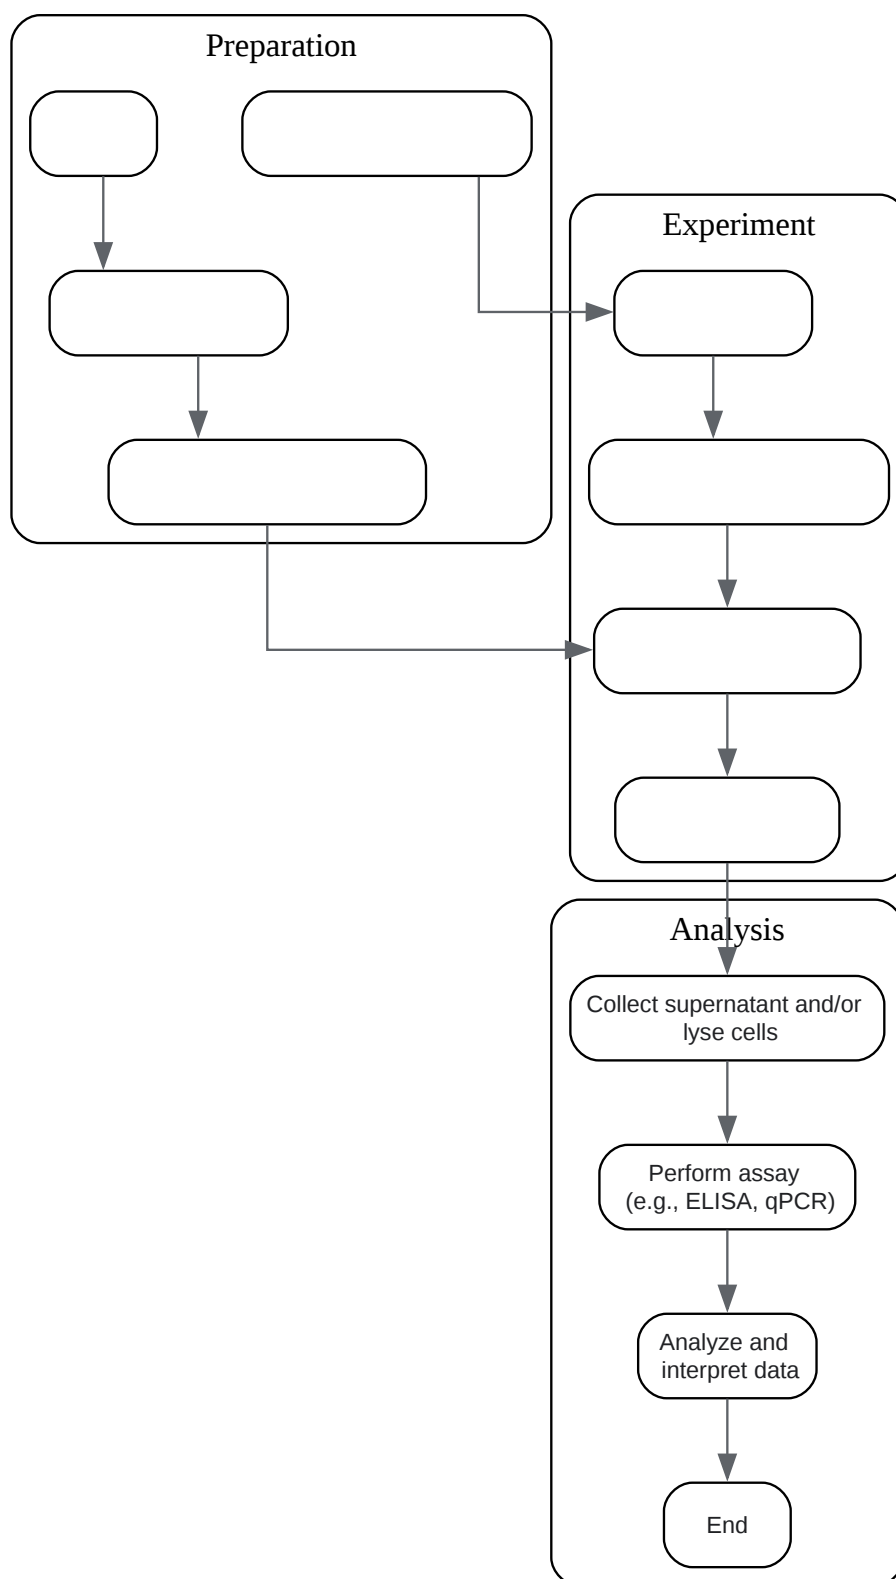 Preparation
Experiment
Analysis
Collect supernatant and/or
lyse cells
Perform assay
(e.g., ELISA, qPCR)
Analyze and
interpret data
End